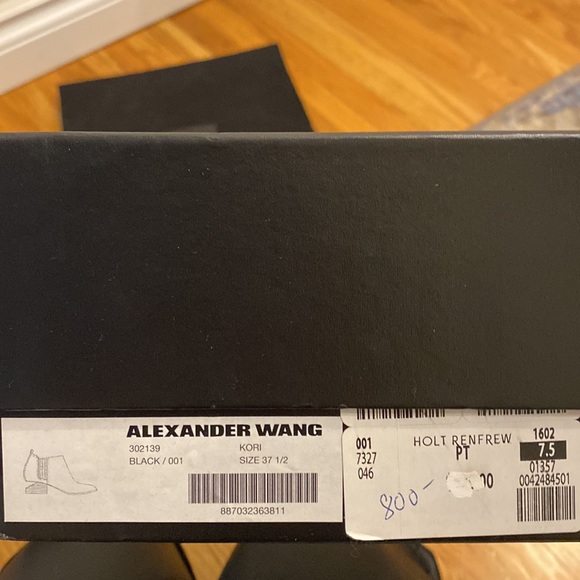 ALEXANDER WANG
302139 KORI
BLACK / 001 SIZE 37 1/2
887032363811
001 HOLT RENFREW 1602
7327 PT 7.5
046 01357
800- 00 0042484501